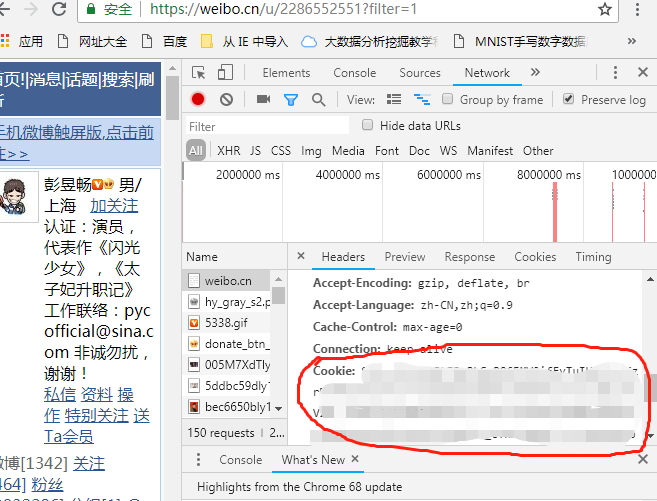 安全 https://weibo.cn/u/2286552551?filter=1
应用 网址大全 百度 从 IE 中导入 大数据分析挖掘教学 MNIST手写数字数据 »
首页!|消息|话题|搜索|刷
新
手机微博触屏版,点击前
往>>
彭昱畅 男/
上海 加关注
认证：演员，
代表作《闪光
少女》，《太
子妃升职记》
工作联络：pyc
official@sina.c
om 非诚勿扰，
谢谢！
私信 资料 操
作 特别关注 送
Ta会员
微博[1342] 关注
[464] 粉丝
Elements Console Sources Network »
View: Group by frame Preserve log
Filter Hide data URLs
All XHR JS CSS Img Media Font Doc WS Manifest Other
2000000 ms 4000000 ms 6000000 ms 8000000 ms 1000000
Name
weibo.cn
hy_gray_s2.p
5338.gif
donate_btn_
005M7XdTly
5ddbc59dly1
bec6650bly1
150 requests | 2...
× Headers Preview Response Cookies Timing
Accept-Encoding: gzip, deflate, br
Accept-Language: zh-CN,zh;q=0.9
Cache-Control: max-age=0
Connection: keep-alive
Cookie:
Console What's New ×
Highlights from the Chrome 68 update